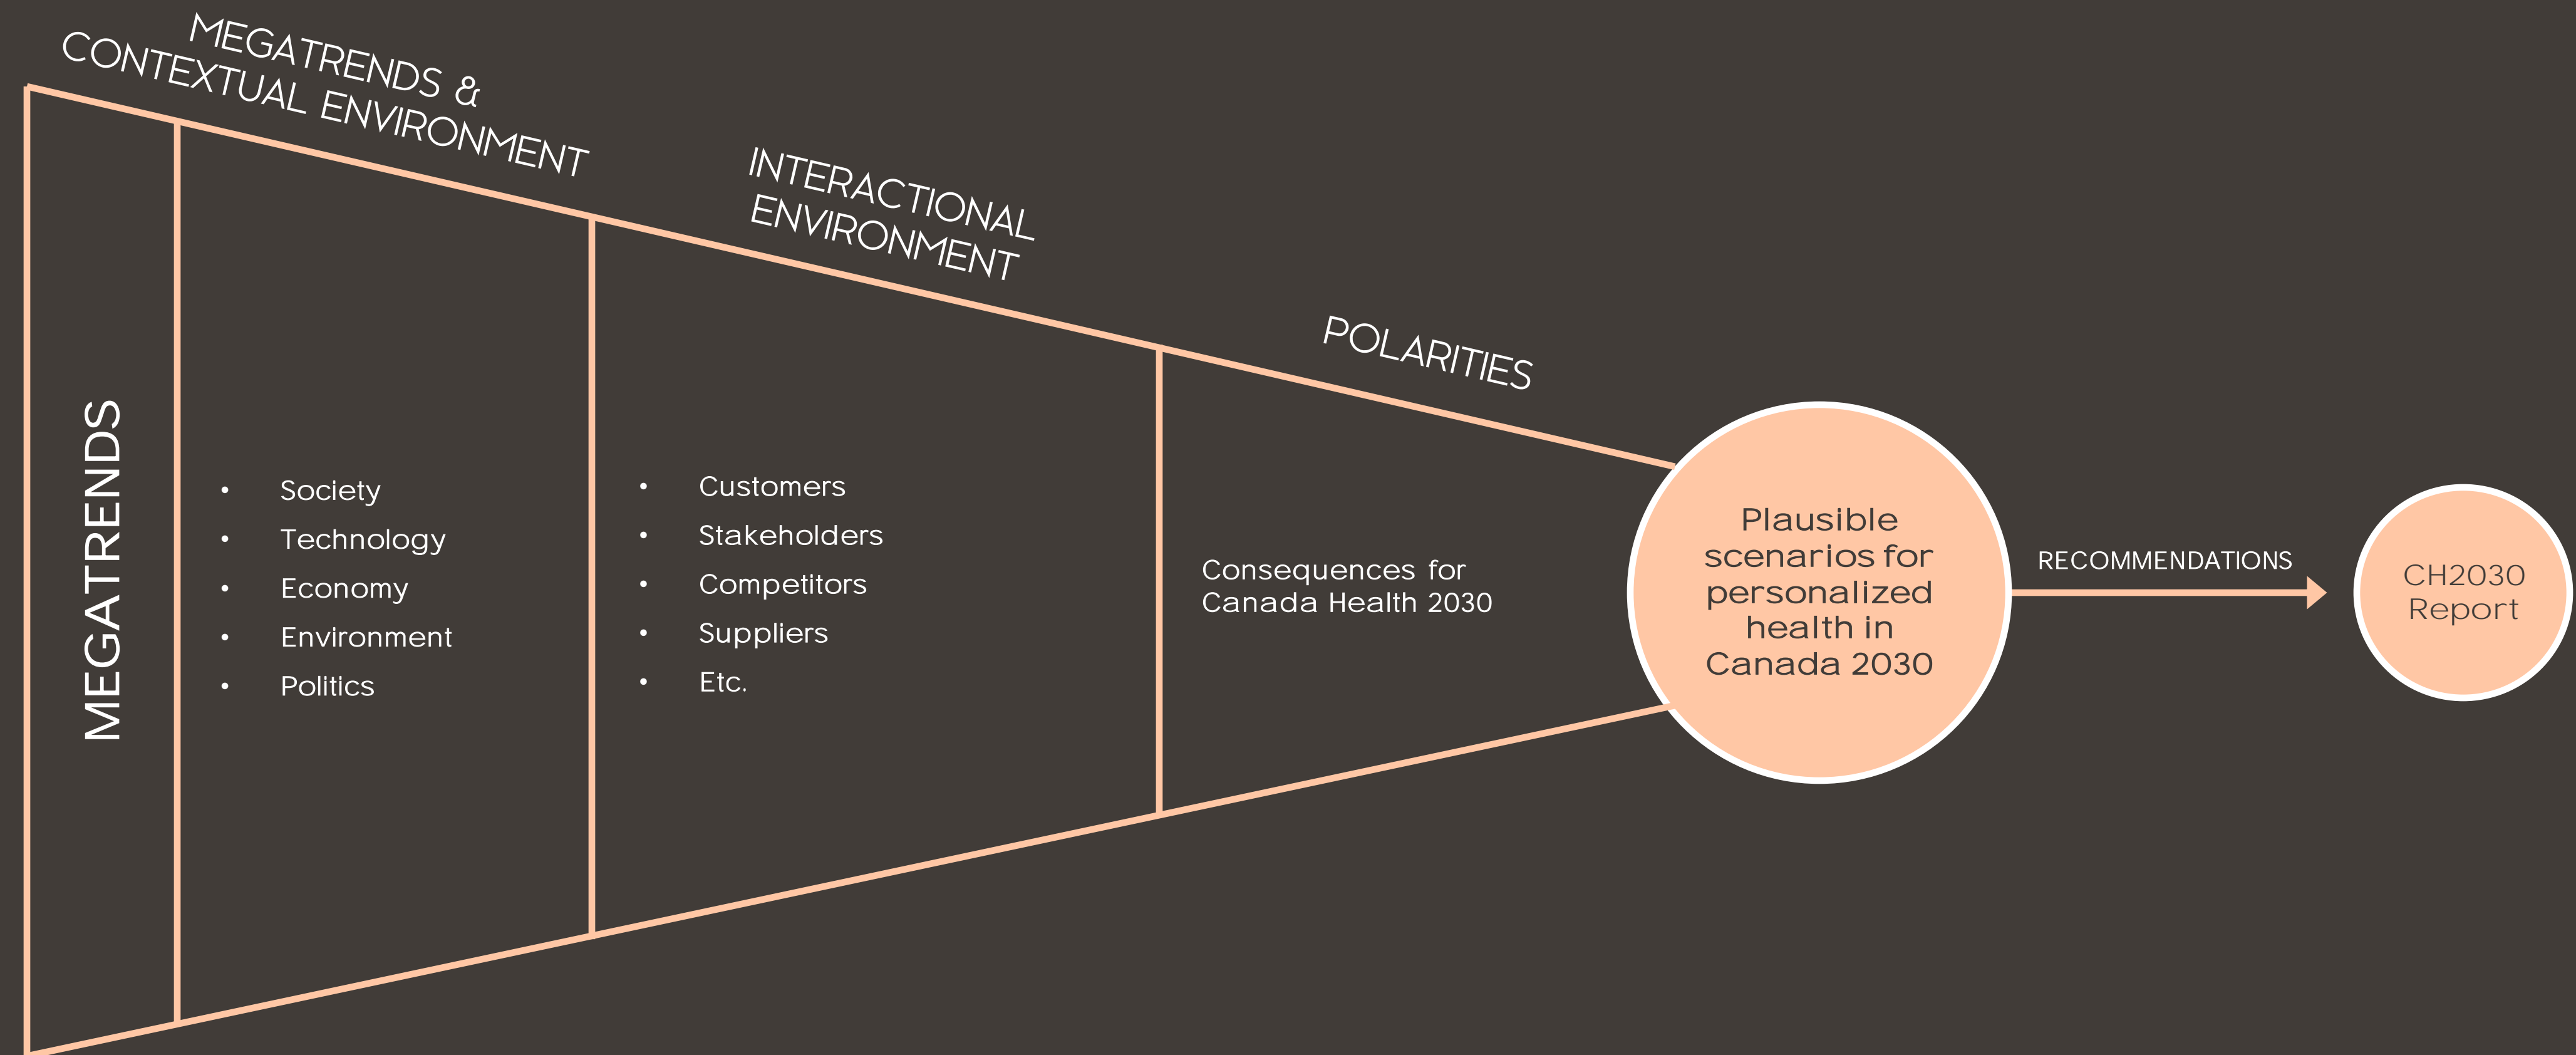 MEGATRENDS &
CONTEXTUAL ENVIRONMENT
INTERACTIONAL
ENVIRONMENT
POLARITIES
MEGATRENDS
• Society
• Technology
• Economy
• Environment
• Politics
• Customers
• Stakeholders
• Competitors
• Suppliers
• Etc.
Consequences for
Canada Health 2030
Plausible
scenarios for
personalized
health in
Canada 2030
RECOMMENDATIONS
CH2030
Report